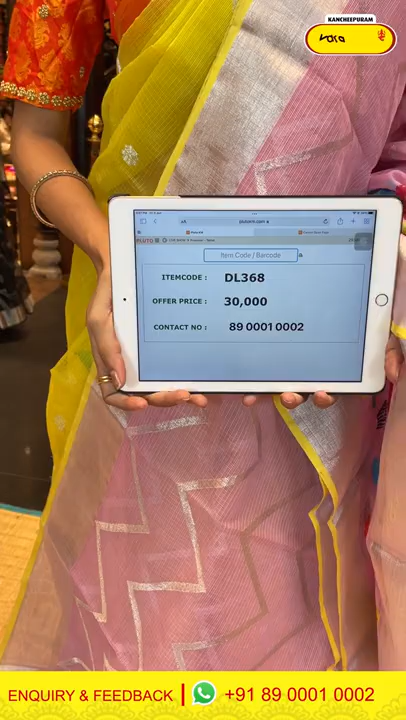 KANCHEEPURAM
Item Code / Barcode
ITEMCODE : DL368
OFFER PRICE : 30,000
CONTACT NO : 89 0001 0002
ENQUIRY & FEEDBACK | +91 89 0001 0002